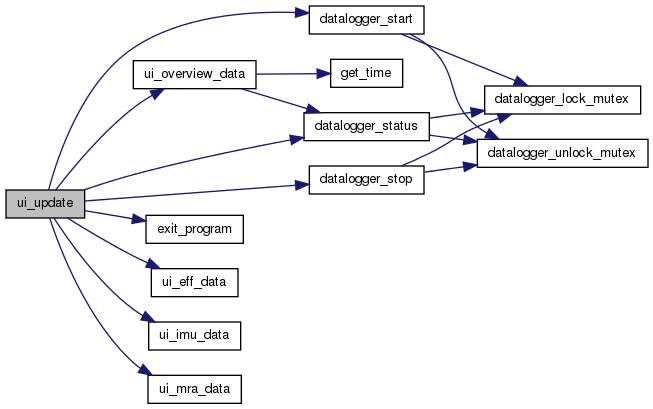 datalogger_start
ui_overview_data
get_time
datalogger_lock_mutex
datalogger_status
datalogger_unlock_mutex
datalogger_stop
ui_update
exit_program
ui_eff_data
ui_imu_data
ui_mra_data